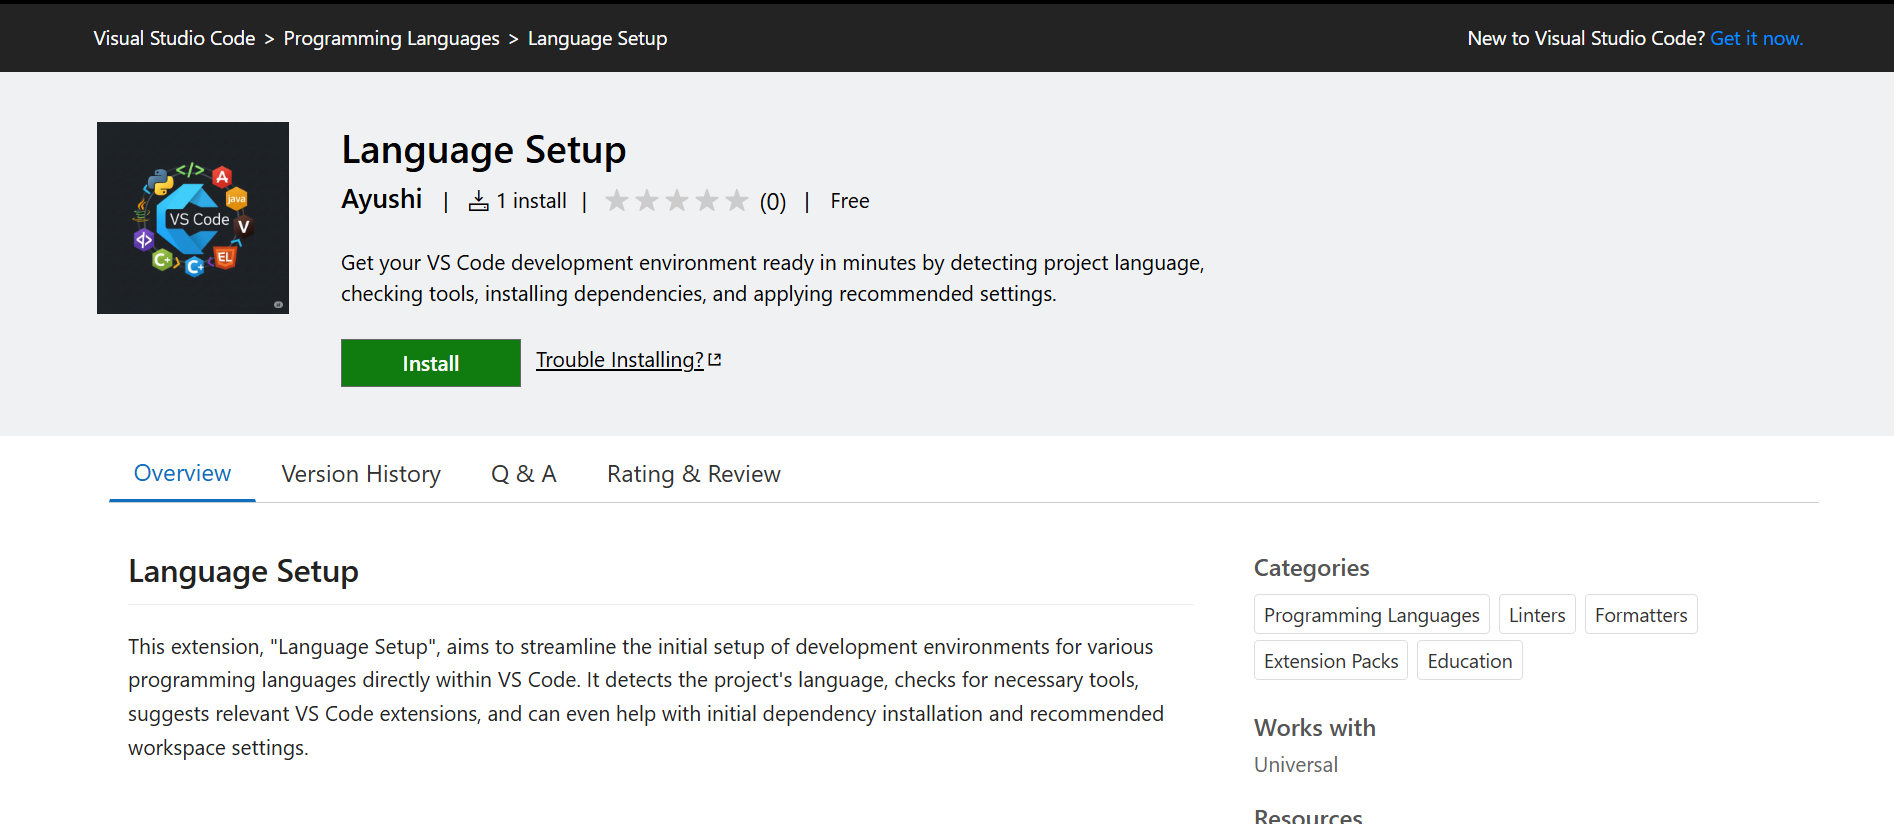 Visual Studio Code > Programming Languages > Language Setup
New to Visual Studio Code? Get it now.
VS Code
A
java
V
EL
C+
C+
Language Setup
Ayushi | 1 install | (0) | Free
Get your VS Code development environment ready in minutes by detecting project language,
checking tools, installing dependencies, and applying recommended settings.
Install
Trouble Installing?
Overview
Version History
Q & A
Rating & Review
Language Setup
This extension, "Language Setup", aims to streamline the initial setup of development environments for various
programming languages directly within VS Code. It detects the project's language, checks for necessary tools,
suggests relevant VS Code extensions, and can even help with initial dependency installation and recommended
workspace settings.
Categories
Programming Languages
Linters
Formatters
Extension Packs
Education
Works with
Universal
Resources